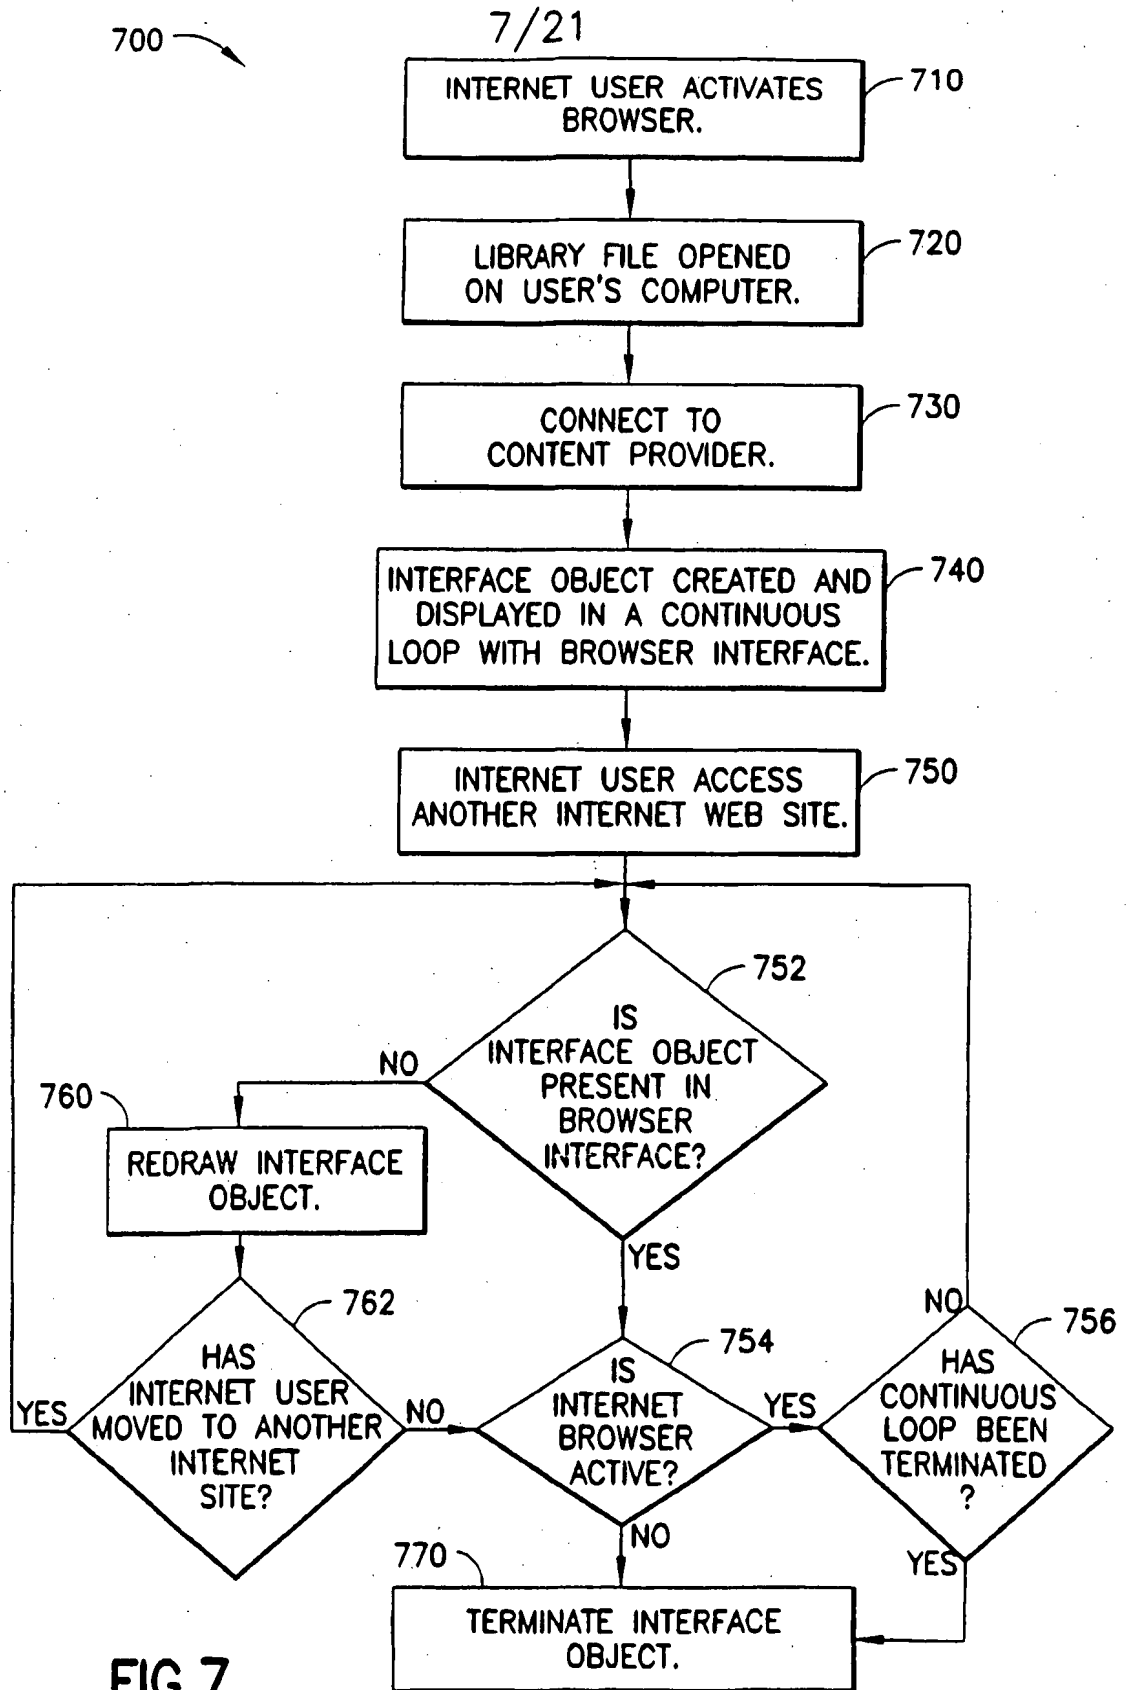 7/21
700
INTERNET USER ACTIVATES
BROWSER.
710
LIBRARY FILE OPENED
ON USER'S COMPUTER.
720
CONNECT TO
CONTENT PROVIDER.
730
INTERFACE OBJECT CREATED AND
DISPLAYED IN A CONTINUOUS
LOOP WITH BROWSER INTERFACE.
740
INTERNET USER ACCESS
ANOTHER INTERNET WEB SITE.
750
IS
INTERFACE OBJECT
PRESENT IN
BROWSER
INTERFACE?
752
NO
YES
760
REDRAW INTERFACE
OBJECT.
HAS
INTERNET USER
MOVED TO ANOTHER
INTERNET
SITE?
762
YES
NO
IS
INTERNET
BROWSER
ACTIVE?
754
YES
NO
HAS
CONTINUOUS
LOOP BEEN
TERMINATED
?
756
NO
YES
770
TERMINATE INTERFACE
OBJECT.
FIG.7